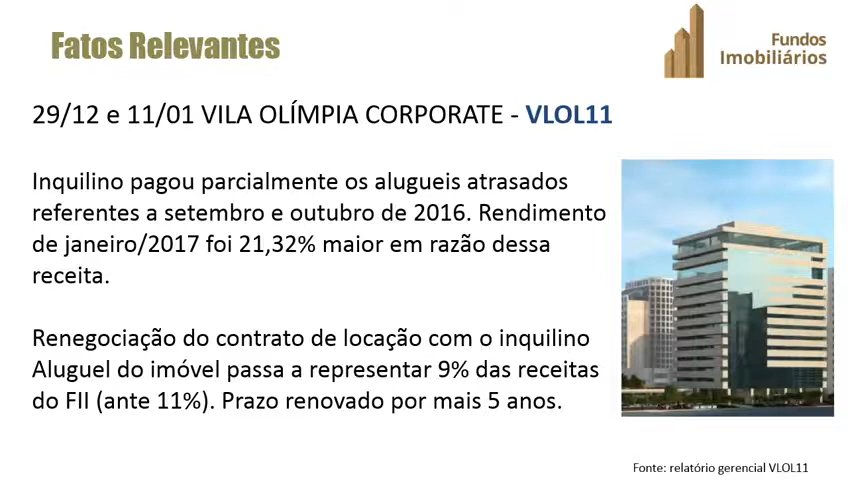 Fatos Relevantes
Fundos
Imobiliários
29/12 e 11/01 VILA OLÍMPIA CORPORATE - VLOL11
Inquilino pagou parcialmente os alugueis atrasados
referentes a setembro e outubro de 2016. Rendimento
de janeiro/2017 foi 21,32% maior em razão dessa
receita.
Renegociação do contrato de locação com o inquilino
Aluguel do imóvel passa a representar 9% das receitas
do FII (ante 11%). Prazo renovado por mais 5 anos.
Fonte: relatório gerencial VLOL11